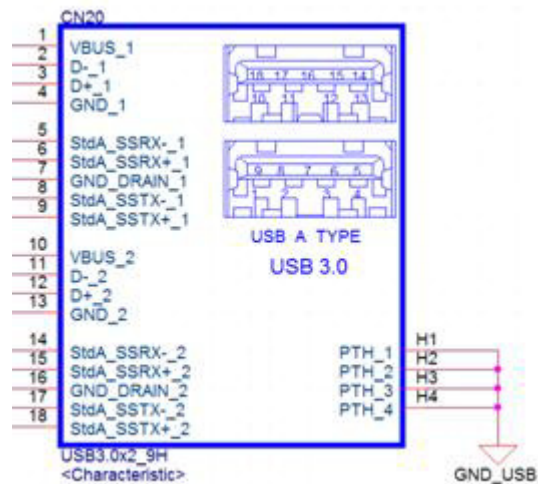 CN20
1 VBUS_1
2 D-_1
3 D+_1
4 GND_1
5 StdA_SSRX-_1
6 StdA_SSRX+_1
7 GND_DRAIN_1
8 StdA_SSTX-_1
9 StdA_SSTX+_1
10 VBUS_2
11 D-_2
12 D+_2
13 GND_2
14 StdA_SSRX-_2
15 StdA_SSRX+_2
16 GND_DRAIN_2
17 StdA_SSTX-_2
18 StdA_SSTX+_2
18 17 16 15 14
10 11 12 13
9 8 7 6 5
1 2 3 4
USB A TYPE
USB 3.0
PTH_1 H1
PTH_2 H2
PTH_3 H3
PTH_4 H4
GND_USB
USB3.0x2_9H
<Characteristic>